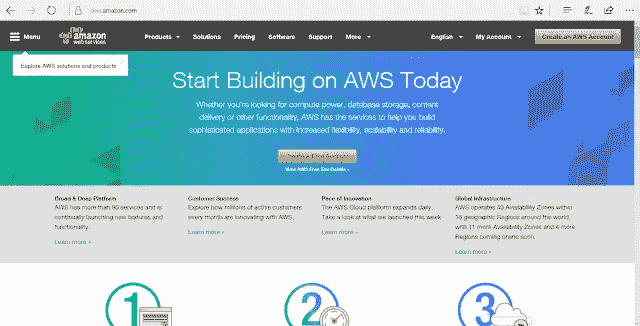 aws.amazon.com
Menu
amazon
web services
Products
Solutions
Pricing
Software
Support
More
English
My Account
Create an AWS Account
Explore AWS solutions and products
Start Building on AWS Today
Whether you're looking for compute power, database storage, content
delivery or other functionality, AWS has the services to help you build
sophisticated applications with increased flexibility, scalability and reliability.
View AWS Free Tier Details »
Broad & Deep Platform
AWS has more than 90 services and is
continually launching new features and
functionality.
Learn more »
Customer Success
Explore how millions of active customers
every month are innovating with AWS.
Learn more »
Pace of Innovation
The AWS Cloud platform expands daily.
Take a look at what we launched this week.
Learn more »
Global Infrastructure
AWS operates Availability Zones within
16 geographic Regions around the world,
with 11 more Availability Zones and 4 more
Regions coming online soon.
Learn more »
1
2
3